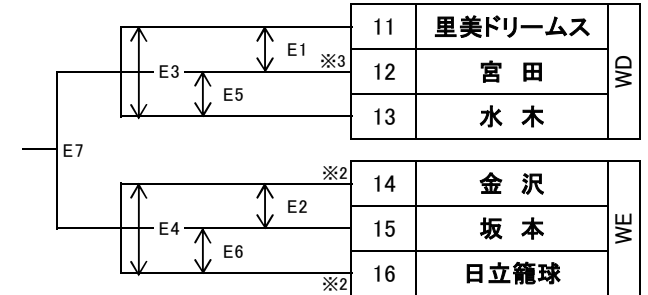 11 里美ドリームス
E1 ※3
12 宮 田 WD
E3
E5
13 水 木
E7
※2 14 金 沢
E2
15 坂 本 WE
E4
E6
※2 16 日立籠球